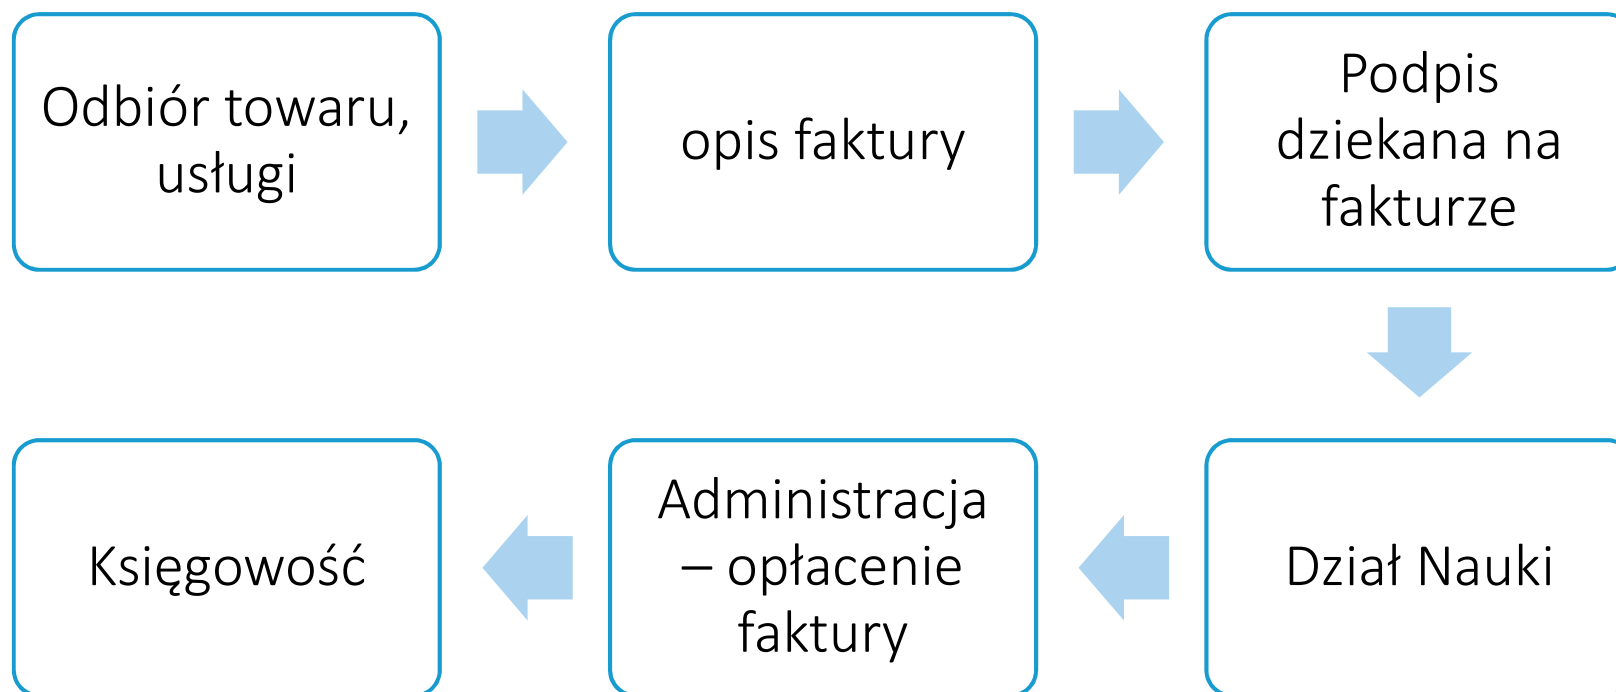 Odbiór towaru,
usługi
opis faktury
Podpis
dziekana na
fakturze
Dział Nauki
Administracja
– opłacenie
faktury
Księgowość